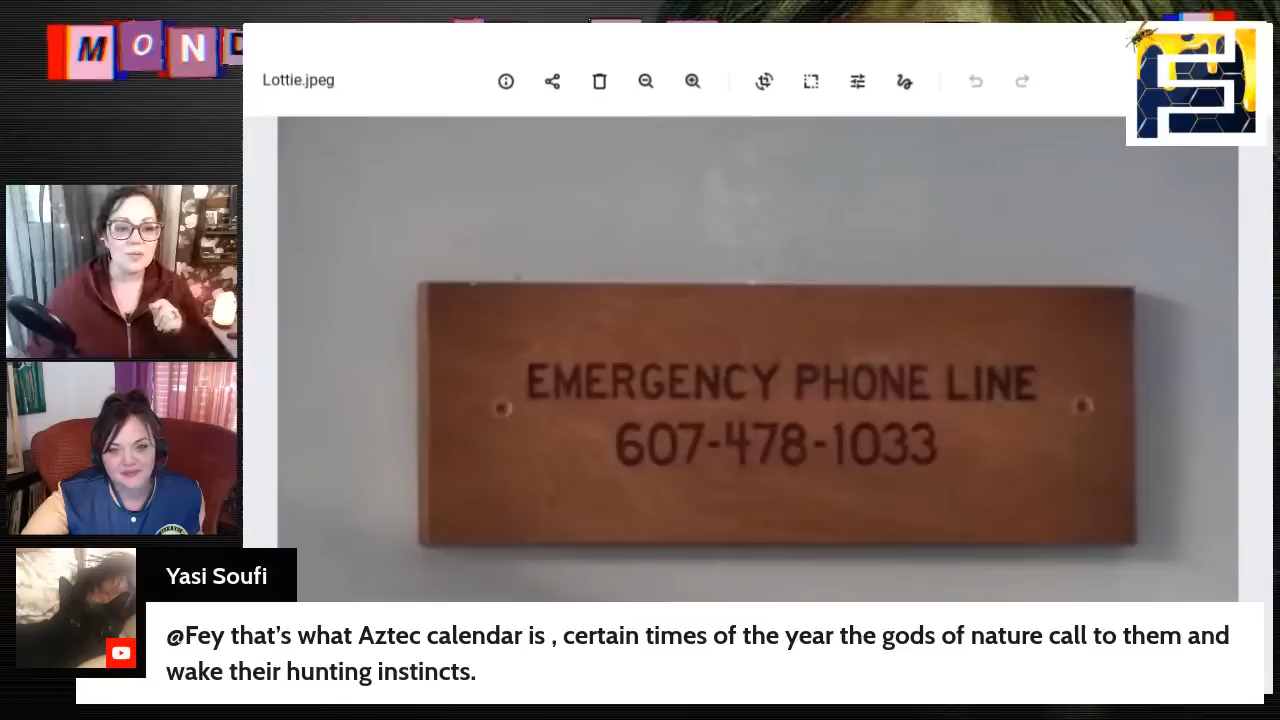 MOND
Lottie.jpeg
EMERGENCY PHONE LINE
607-478-1033
Yasi Soufi
@Fey that's what Aztec calendar is , certain times of the year the gods of nature call to them and
wake their hunting instincts.